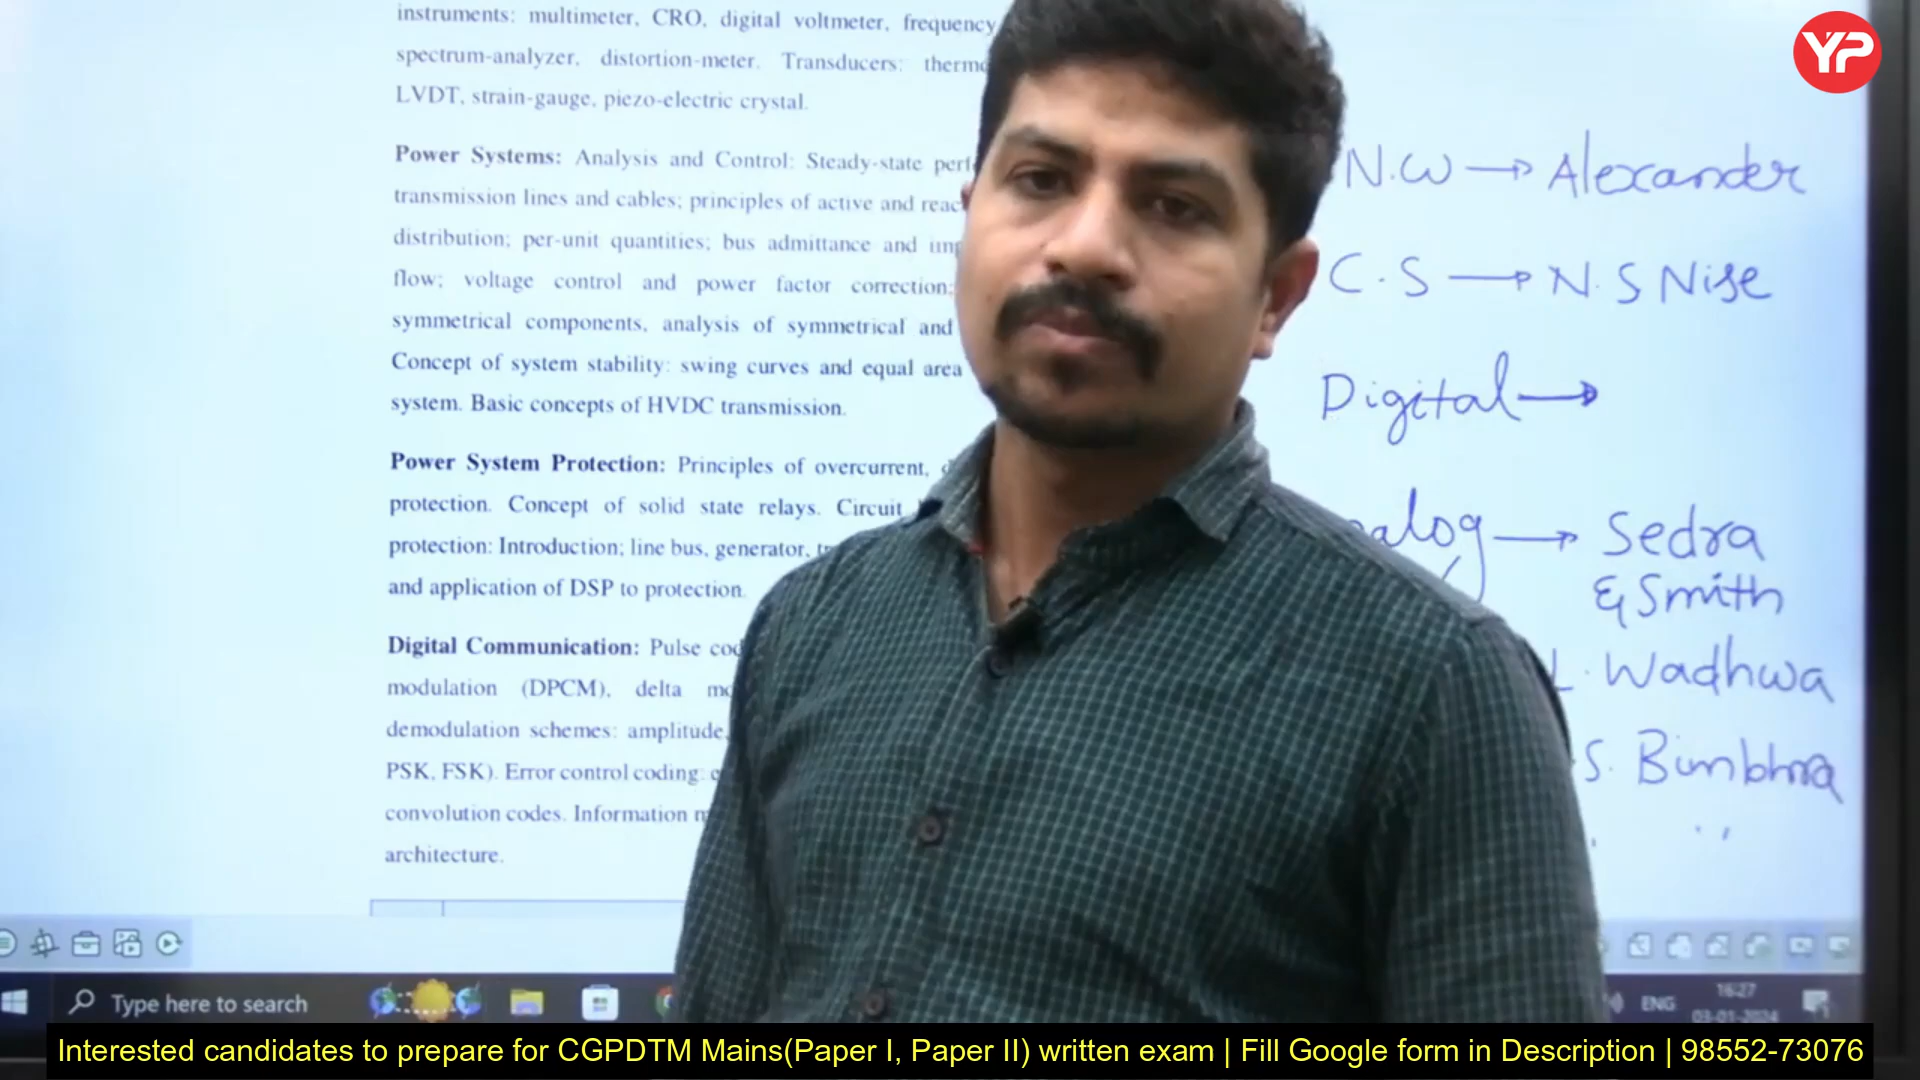 instruments: multimeter, CRO, digital voltmeter, frequency
spectrum-analyzer, distortion-meter. Transducers:
LVDT, strain-gauge, piezo-electric crystal.
Power Systems: Analysis and Control: Steady-state
transmission lines and cables; principles of active and
distribution; per-unit quantities; bus admittance and
flow; voltage control and power factor correction;
symmetrical components, analysis of symmetrical and
Concept of system stability: swing curves and equal area
system. Basic concepts of HVDC transmission.
Power System Protection: Principles of overcurrent,
protection. Concept of solid state relays. Circuit
protection: Introduction; line bus, generator,
and application of DSP to protection.
Digital Communication: Pulse
modulation (DPCM), delta
demodulation schemes: amplitude,
PSK, FSK). Error control coding:
convolution codes. Information
architecture.
YP
N.W → Alexander
C.S → N.S Nise
Digital →
alog → Sedra
& Smith
L. Wadhwa
S. Bimbhra
Type here to search
ENG
16:27
03-01-2024
Interested candidates to prepare for CGPDTM Mains(Paper I, Paper II) written exam | Fill Google form in Description | 98552-73076